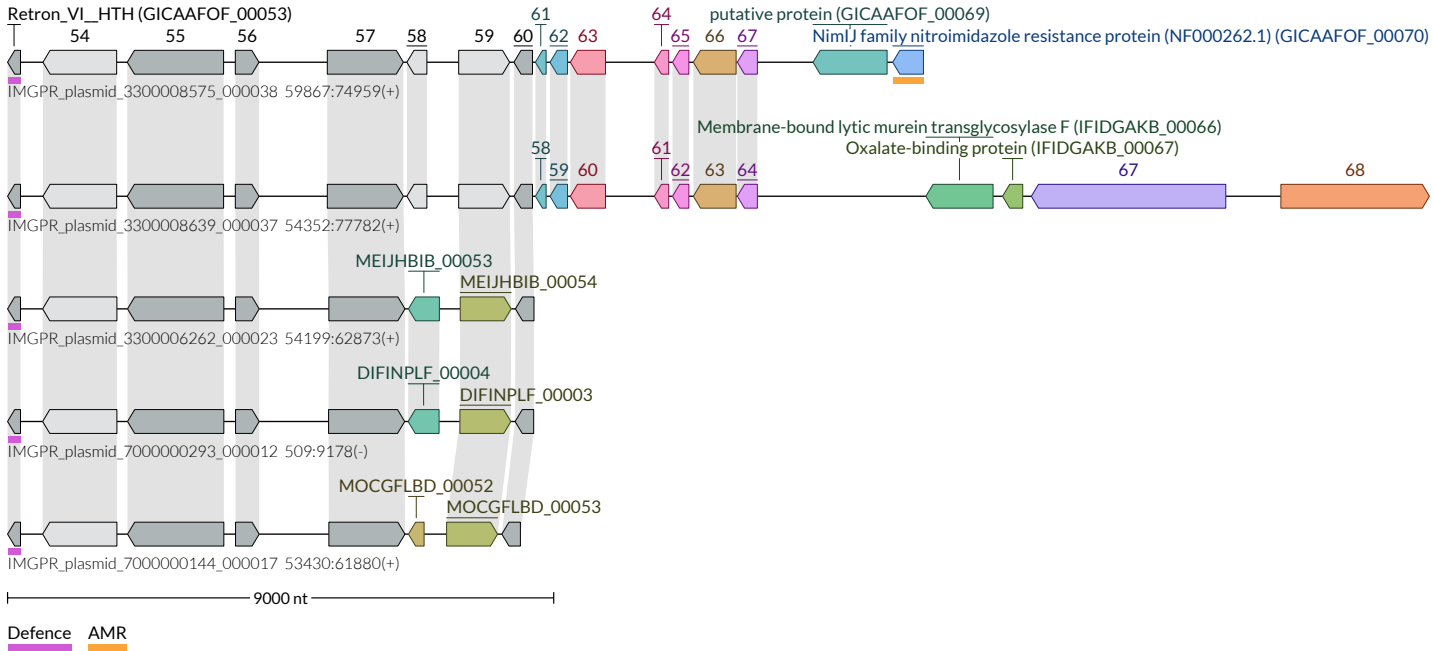 Retron_VI__HTH (GICAAFOF_00053) 61 64 putative protein (GICAAFOF_00069)
54 55 56 57 58 59 60 62 63 65 66 67 NimIJ family nitroimidazole resistance protein (NF000262.1) (GICAAFOF_00070)
IMGPR_plasmid_3300008575_000038 59867:74959(+)
Membrane-bound lytic murein transglycosylase F (IFIDGAKB_00066)
58 61 Oxalate-binding protein (IFIDGAKB_00067)
59 60 62 63 64 67 68
IMGPR_plasmid_3300008639_000037 54352:77782(+)
MEIJHBIB_00053
MEIJHBIB_00054
IMGPR_plasmid_3300006262_000023 54199:62873(+)
DIFINPLF_00004
DIFINPLF_00003
IMGPR_plasmid_7000000293_000012 509:9178(-)
MOCGFLBD_00052
MOCGFLBD_00053
IMGPR_plasmid_7000000144_000017 53430:61880(+)
9000 nt
Defence AMR